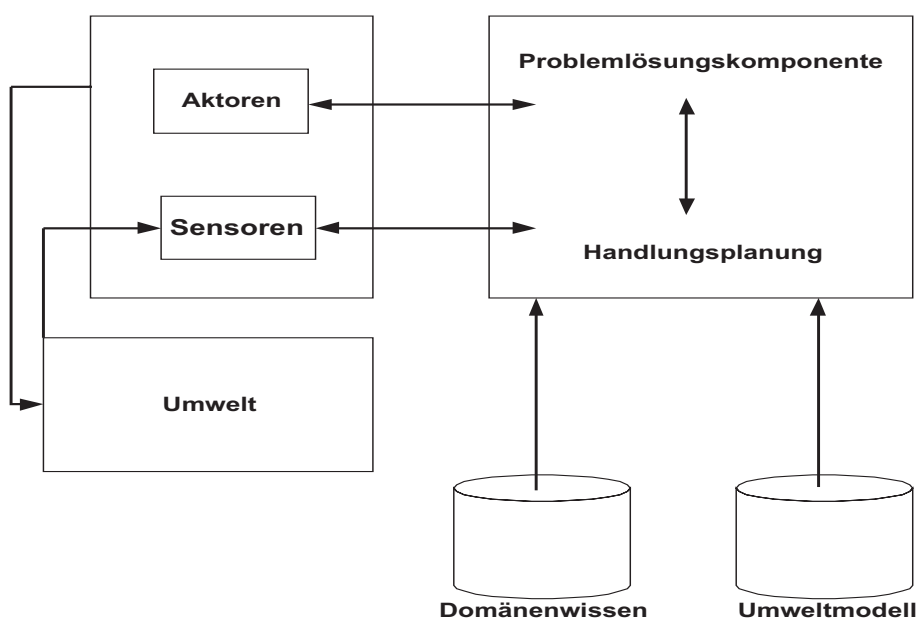 Problemlösungskomponente
Aktoren
Sensoren
Handlungsplanung
Umwelt
Domänenwissen
Umweltmodell